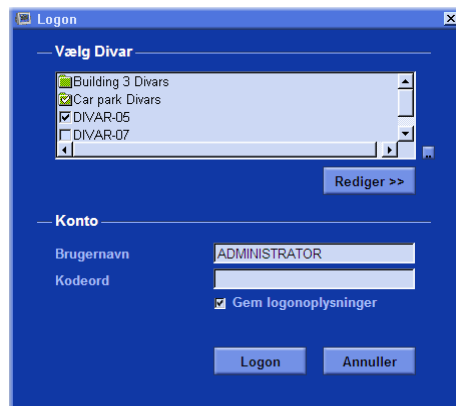 Logon
Vælg Divar
Building 3 Divars
Car park Divars
DIVAR-05
DIVAR-07
Rediger >>
Konto
Brugernavn ADMINISTRATOR
Kodeord
Gem logonoplysninger
Logon Annuller